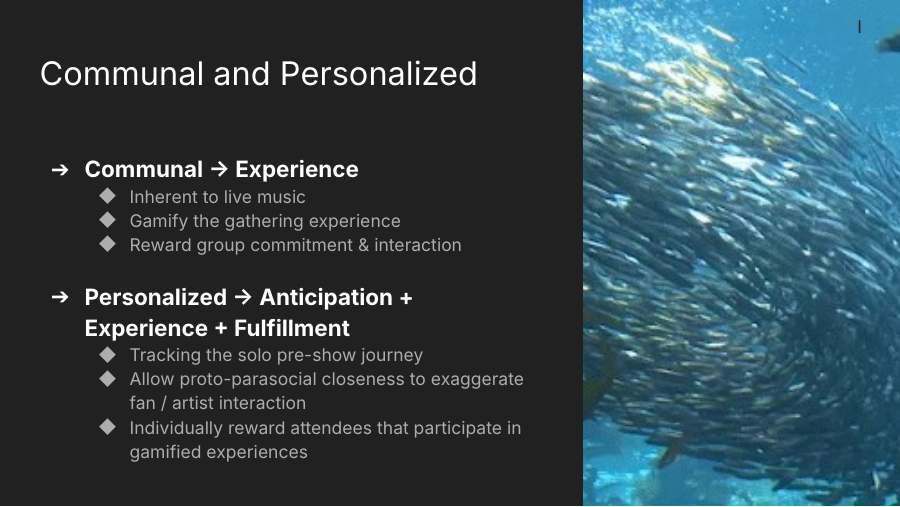 Communal and Personalized
➔ Communal → Experience
◆ Inherent to live music
◆ Gamify the gathering experience
◆ Reward group commitment & interaction
➔ Personalized → Anticipation +
Experience + Fulfillment
◆ Tracking the solo pre-show journey
◆ Allow proto-parasocial closeness to exaggerate
fan / artist interaction
◆ Individually reward attendees that participate in
gamified experiences